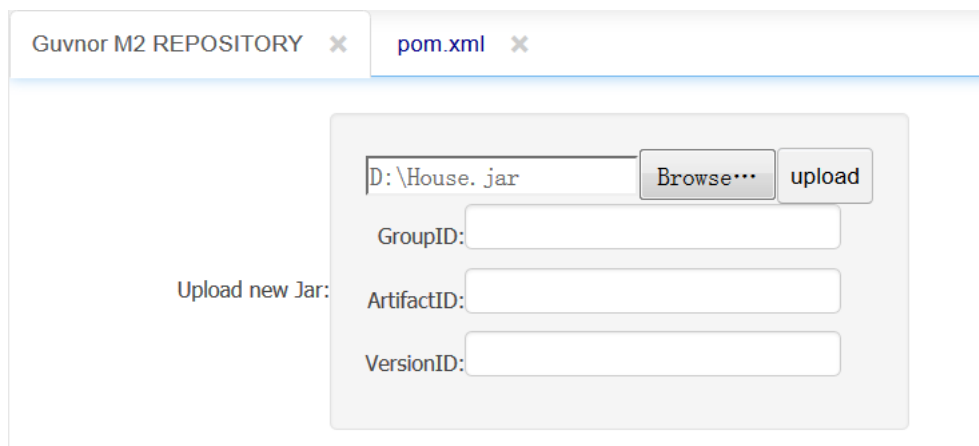 Guvnor M2 REPOSITORY × pom.xml ×
D:\House.jar Browse… upload
GroupID:
Upload new Jar:
ArtifactID:
VersionID: